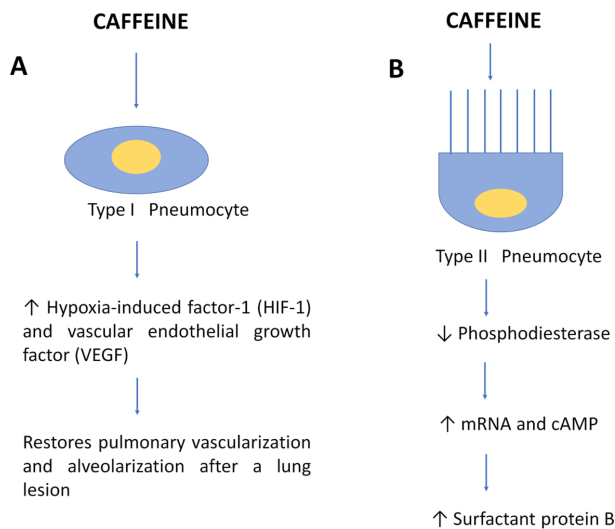 CAFFEINE
A
Type I Pneumocyte
↑ Hypoxia-induced factor-1 (HIF-1)
and vascular endothelial growth
factor (VEGF)
Restores pulmonary vascularization
and alveolarization after a lung
lesion
CAFFEINE
B
Type II Pneumocyte
↓ Phosphodiesterase
↑ mRNA and cAMP
↑ Surfactant protein B